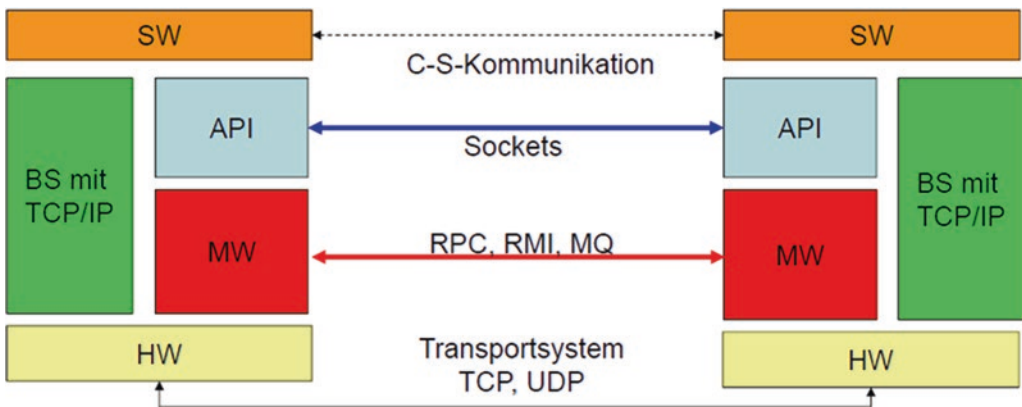 SW
SW
C-S-Kommunikation
API
API
Sockets
BS mit
TCP/IP
BS mit
TCP/IP
MW
RPC, RMI, MQ
MW
HW
Transportsystem
TCP, UDP
HW